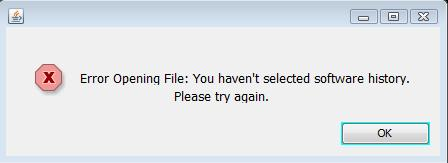 Error Opening File: You haven't selected software history.
Please try again.
OK